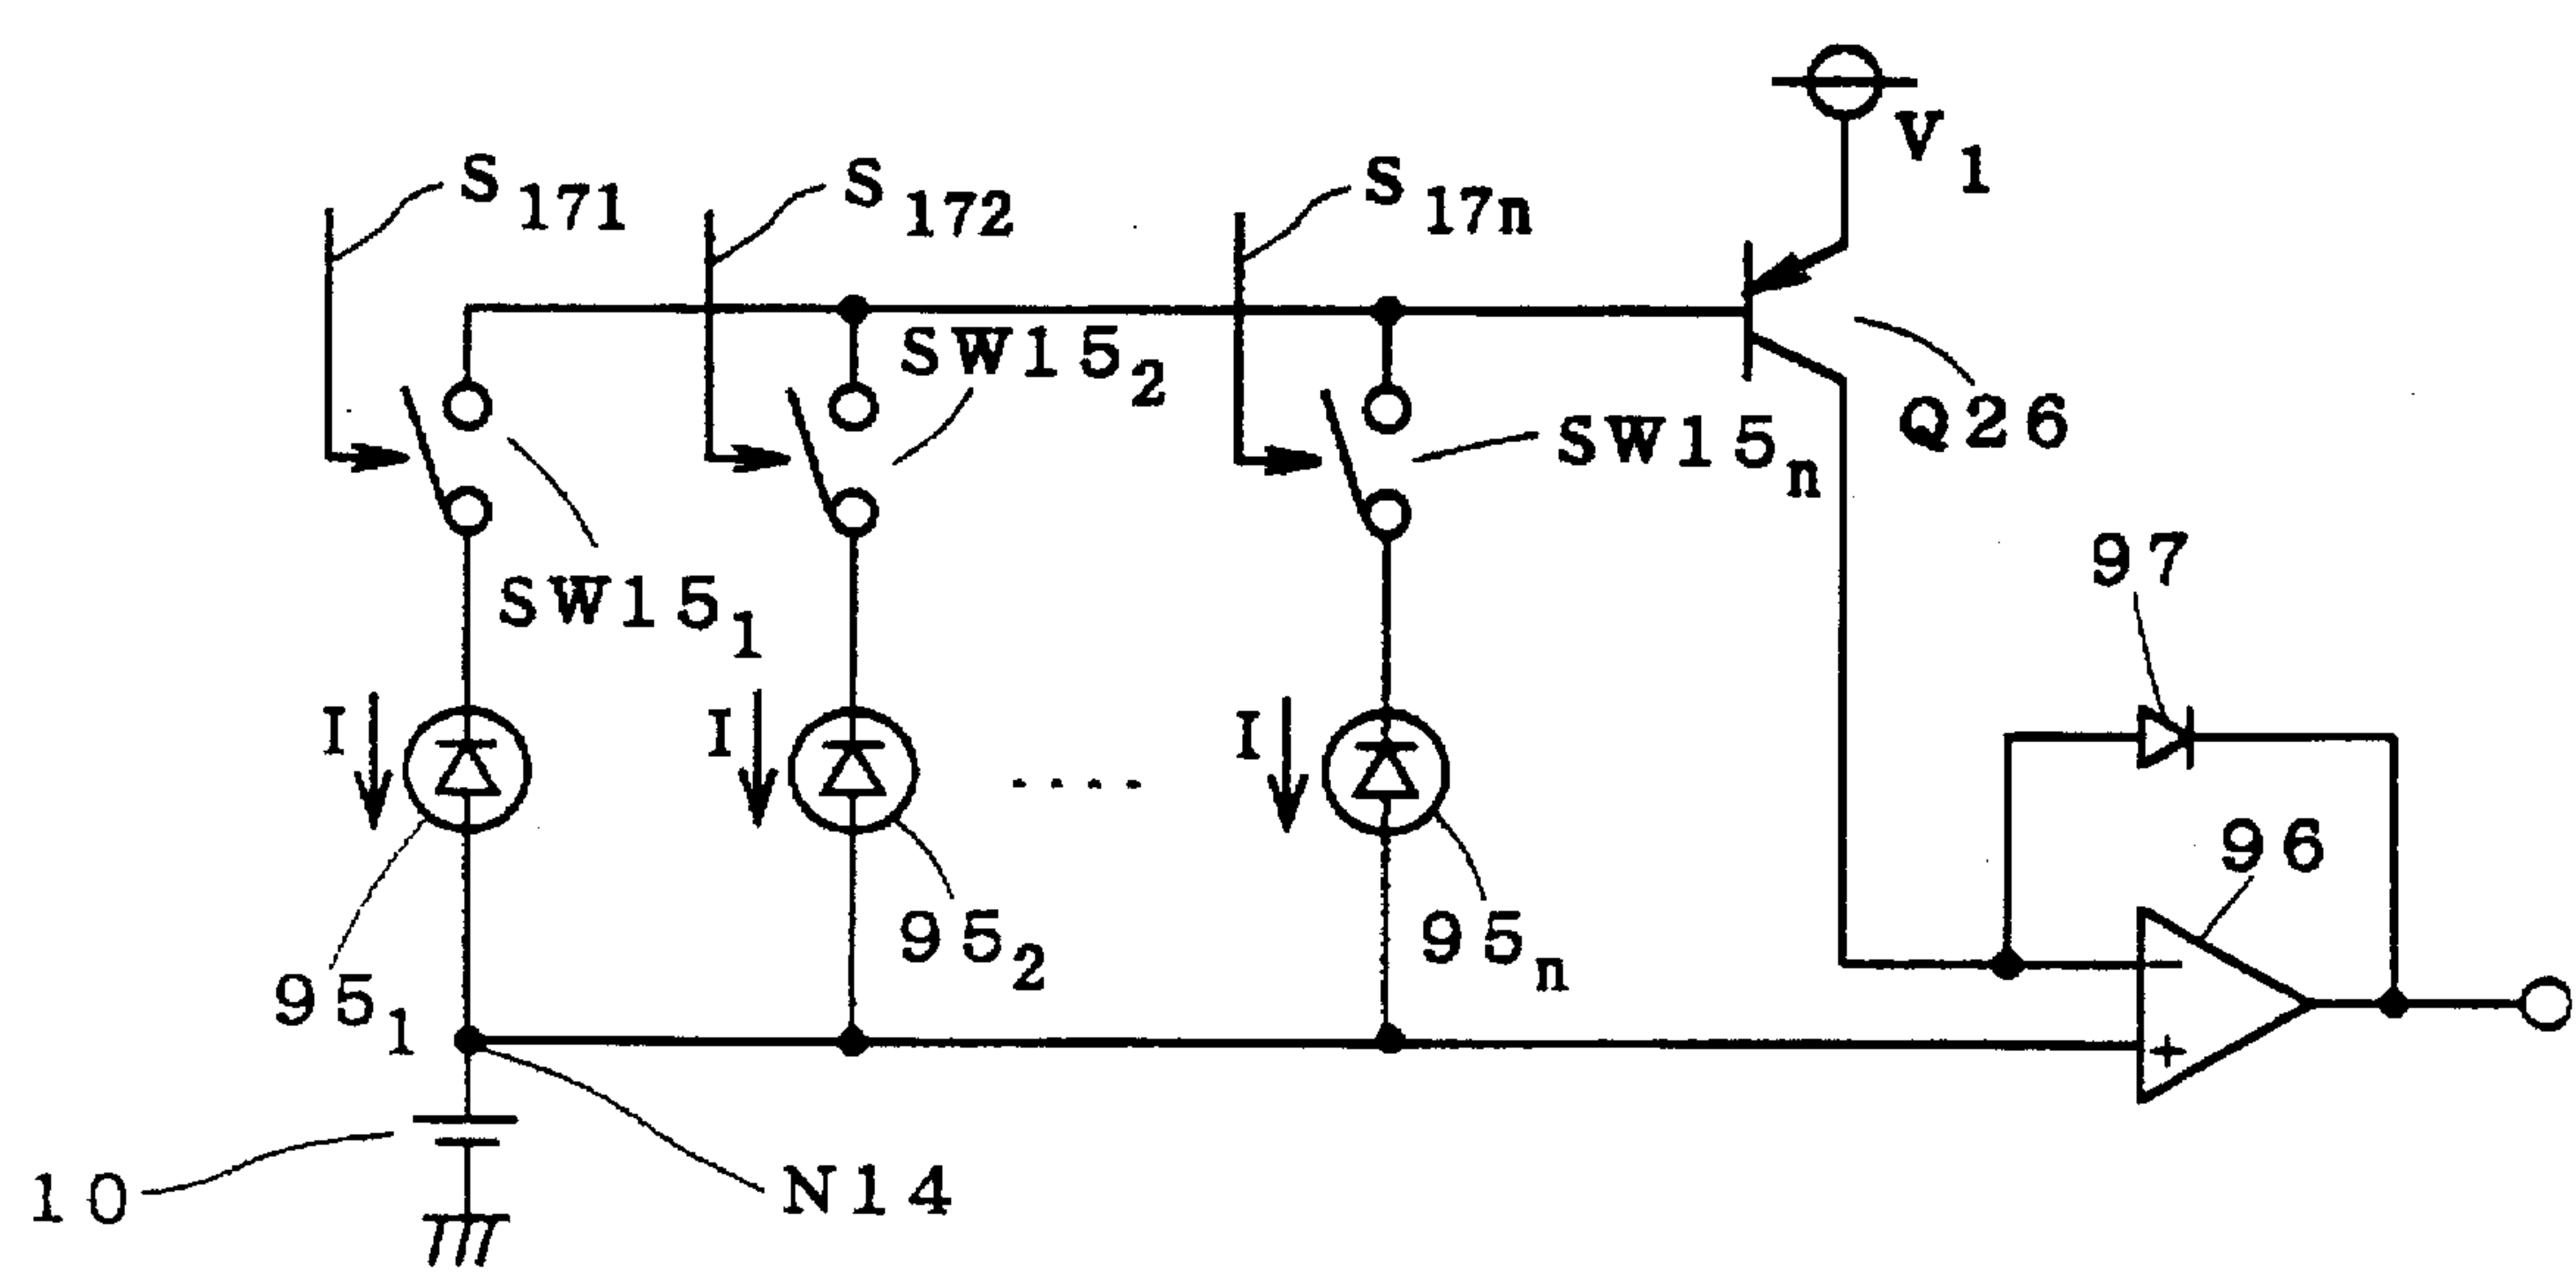 V₁
S₁₇₁
S₁₇₂
S₁₇ₙ
SW15₂
Q26
SW15ₙ
97
SW15₁
I
I
I
....
96
95₂
95ₙ
95₁
−
+
10
N14